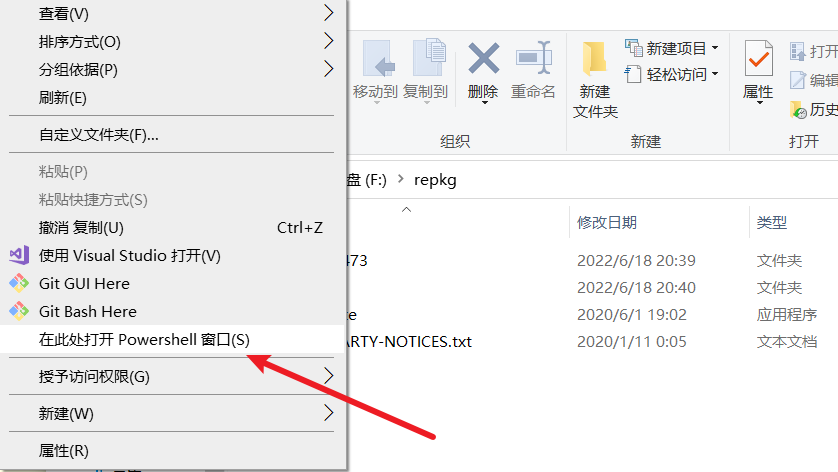 查看(V)
排序方式(O)
分组依据(P)
刷新(E)
自定义文件夹(F)...
粘贴(P)
粘贴快捷方式(S)
撤消 复制(U) Ctrl+Z
使用 Visual Studio 打开(V)
Git GUI Here
Git Bash Here
在此处打开 Powershell 窗口(S)
授予访问权限(G)
新建(W)
属性(R)
移动到 复制到 删除 重命名
组织
新建
文件夹
新建项目
轻松访问
新建
属性
打开
编辑
历史
打开
盘 (F:) repkg
修改日期 类型
473 2022/6/18 20:39 文件夹
2022/6/18 20:40 文件夹
te 2020/6/1 19:02 应用程序
ARTY-NOTICES.txt 2020/1/11 0:05 文本文档